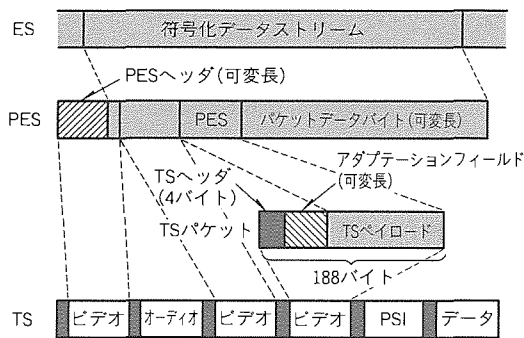 ES
符号化データストリーム
PESヘッダ(可変長)
PES
PES
パケットデータバイト(可変長)
TSヘッダ
(4バイト)
アダプテーションフィールド
(可変長)
TSパケット
TSペイロード
188バイト
TS
ビデオ
オーディオ
ビデオ
ビデオ
PSI
データ